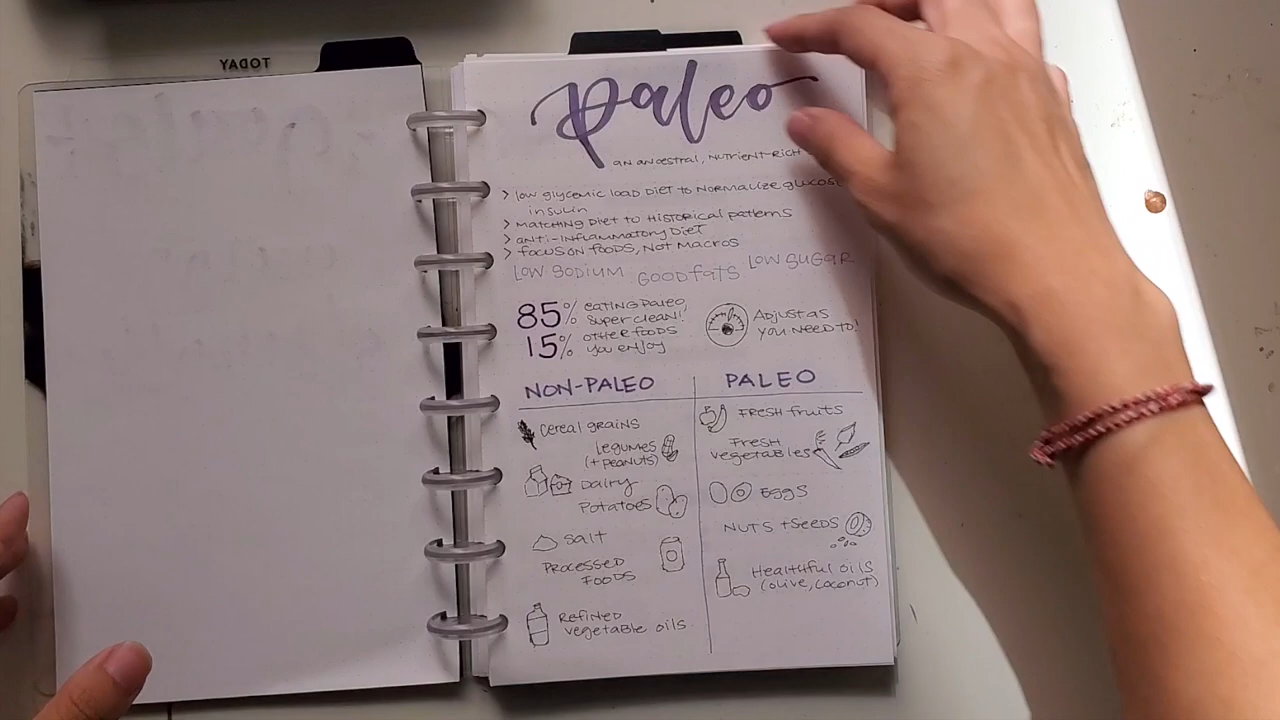 TODAY
Paleo
AN ANCESTRAL, NUTRIENT-RICH
> low glycemic load diet to normalize glucose
insulin
> matching diet to historical patterns
> anti-inflammatory diet
> focus on foods, not macros
LOW SODIUM GOOD fats LOW SUGAR
85% eating paleo, super clean!
15% other foods you enjoy
Adjust as you need to!
NON-PALEO
cereal grains
legumes
(+ peanuts)
Dairy
Potatoes
salt
Processed
foods
Refined
vegetable oils
PALEO
Fresh fruits
Fresh
vegetables
Eggs
NUTS + SEEDS
Healthful oils
(olive, coconut)